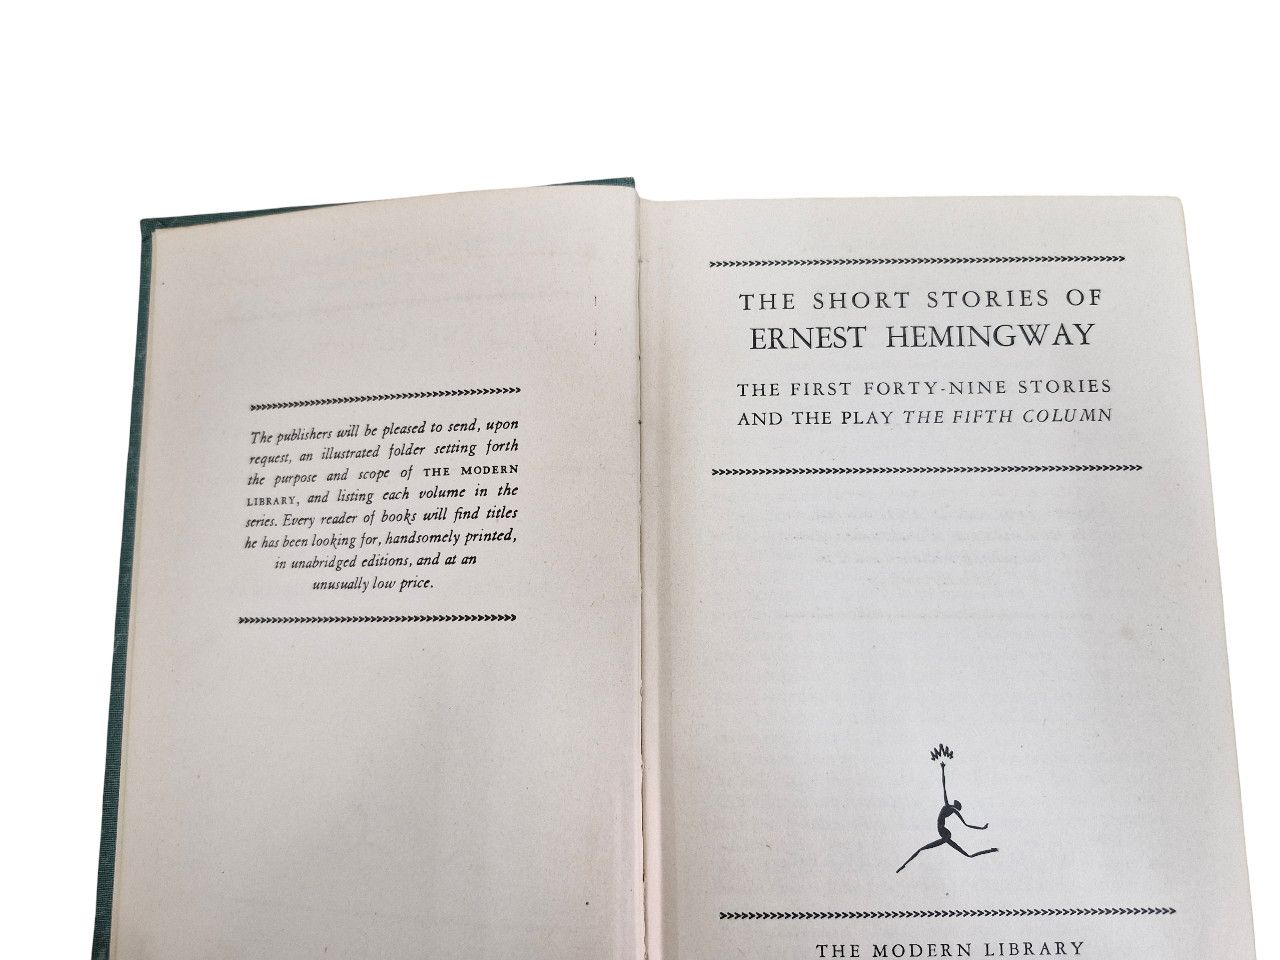 The publishers will be pleased to send, upon
request, an illustrated folder setting forth
the purpose and scope of THE MODERN
LIBRARY, and listing each volume in the
series. Every reader of books will find titles
he has been looking for, handsomely printed,
in unabridged editions, and at an
unusually low price.
THE SHORT STORIES OF
ERNEST HEMINGWAY
THE FIRST FORTY-NINE STORIES
AND THE PLAY THE FIFTH COLUMN
THE MODERN LIBRARY